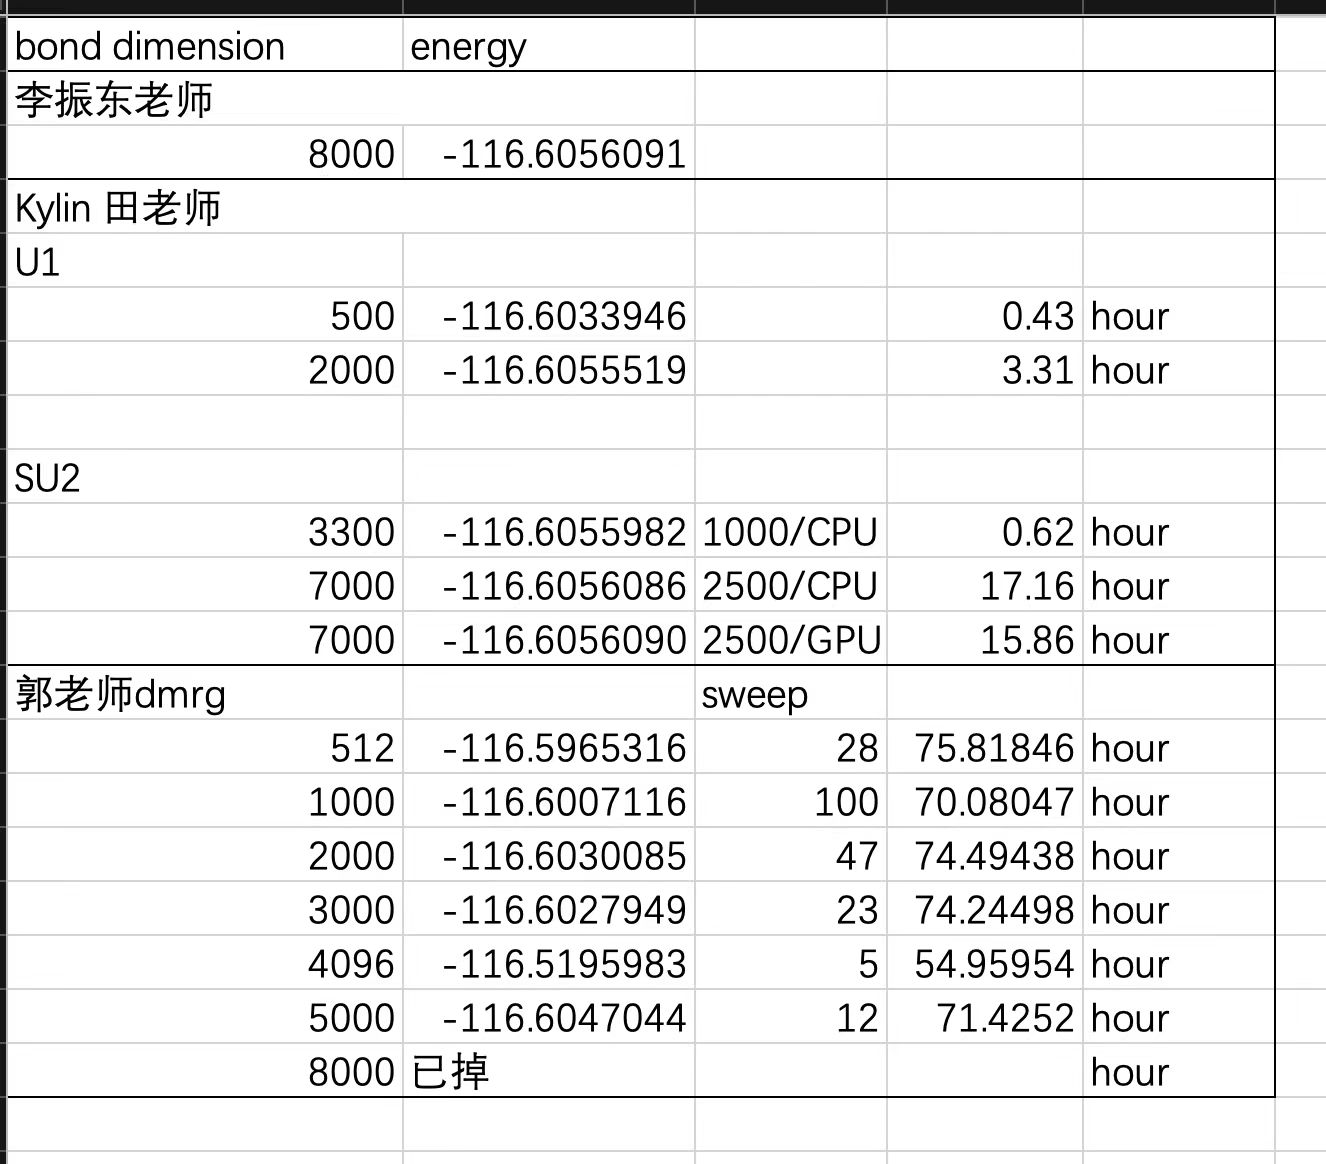 bond dimension energy
李振东老师
8000 -116.6056091
Kylin 田老师
U1
500 -116.6033946 0.43 hour
2000 -116.6055519 3.31 hour
SU2
3300 -116.6055982 1000/CPU 0.62 hour
7000 -116.6056086 2500/CPU 17.16 hour
7000 -116.6056090 2500/GPU 15.86 hour
郭老师dmrg sweep
512 -116.5965316 28 75.81846 hour
1000 -116.6007116 100 70.08047 hour
2000 -116.6030085 47 74.49438 hour
3000 -116.6027949 23 74.24498 hour
4096 -116.5195983 5 54.95954 hour
5000 -116.6047044 12 71.4252 hour
8000 已掉 hour